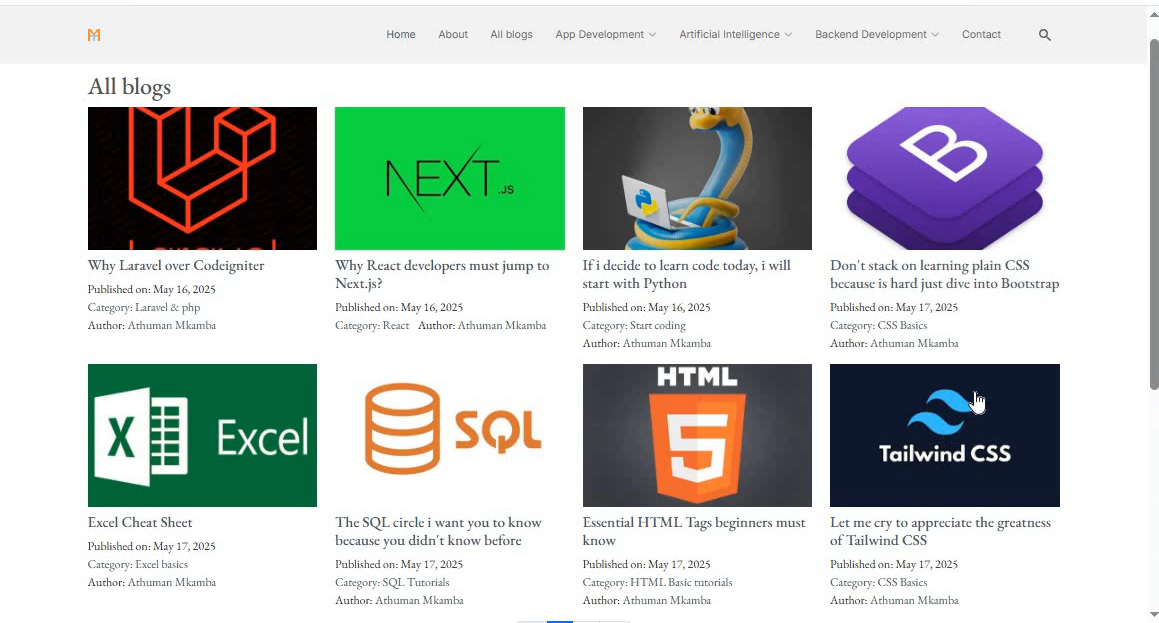 M
Home About All blogs App Development Artificial Intelligence Backend Development Contact
All blogs
NEXT.JS
B
Why Laravel over Codeigniter
Published on: May 16, 2025
Category: Laravel & php
Author: Athuman Mkamba
Why React developers must jump to
Next.js?
Published on: May 16, 2025
Category: React Author: Athuman Mkamba
If i decide to learn code today, i will
start with Python
Published on: May 16, 2025
Category: Start coding
Author: Athuman Mkamba
Don't stack on learning plain CSS
because is hard just dive into Bootstrap
Published on: May 17, 2025
Category: CSS Basics
Author: Athuman Mkamba
X Excel
SQL
HTML
5
Tailwind CSS
Excel Cheat Sheet
Published on: May 17, 2025
Category: Excel basics
Author: Athuman Mkamba
The SQL circle i want you to know
because you didn't know before
Published on: May 17, 2025
Category: SQL Tutorials
Author: Athuman Mkamba
Essential HTML Tags beginners must
know
Published on: May 17, 2025
Category: HTML Basic tutorials
Author: Athuman Mkamba
Let me cry to appreciate the greatness
of Tailwind CSS
Published on: May 17, 2025
Category: CSS Basics
Author: Athuman Mkamba